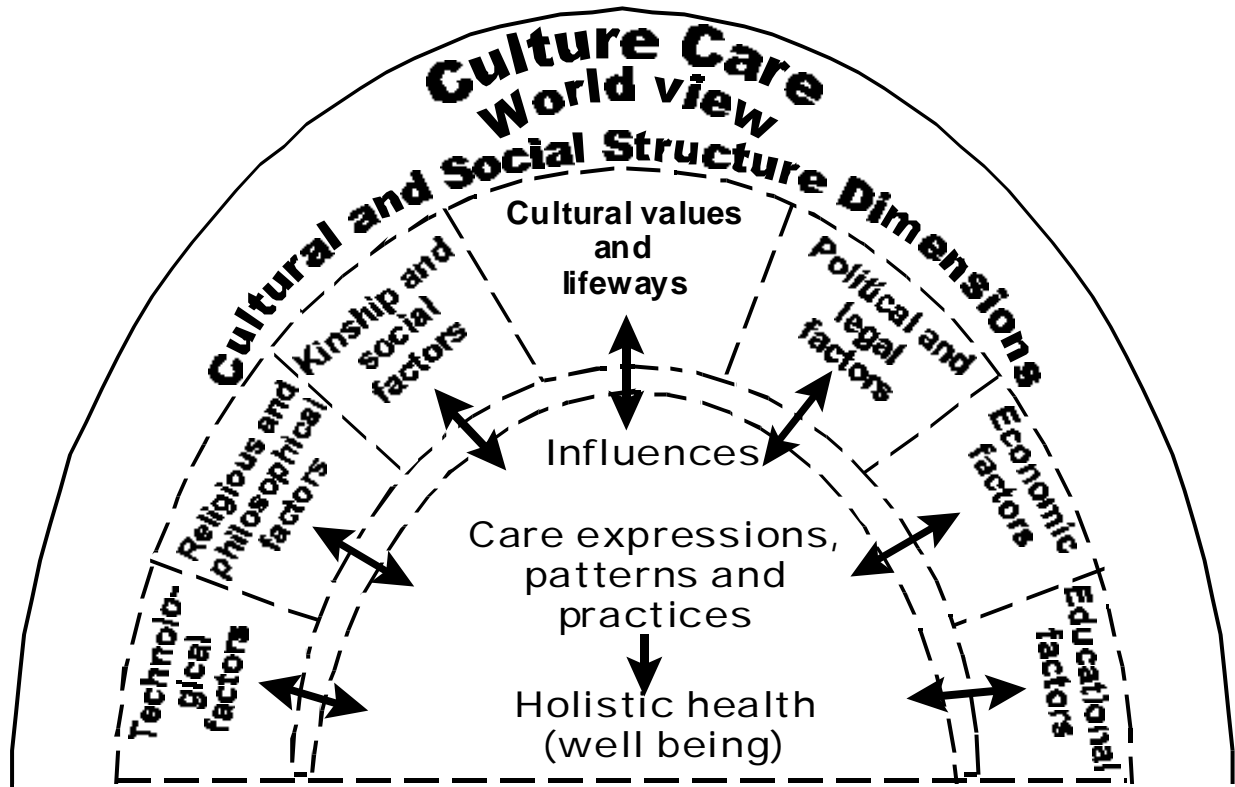 Culture Care
World view
Cultural and Social Structure Dimensions
Cultural values
and
lifeways
Kinship and
social
factors
Political and
legal
factors
Religious and
philosophical
factors
Economic
factors
Technolo-
gical
factors
Educational
factors
Influences
Care expressions,
patterns and
practices
Holistic health
(well being)